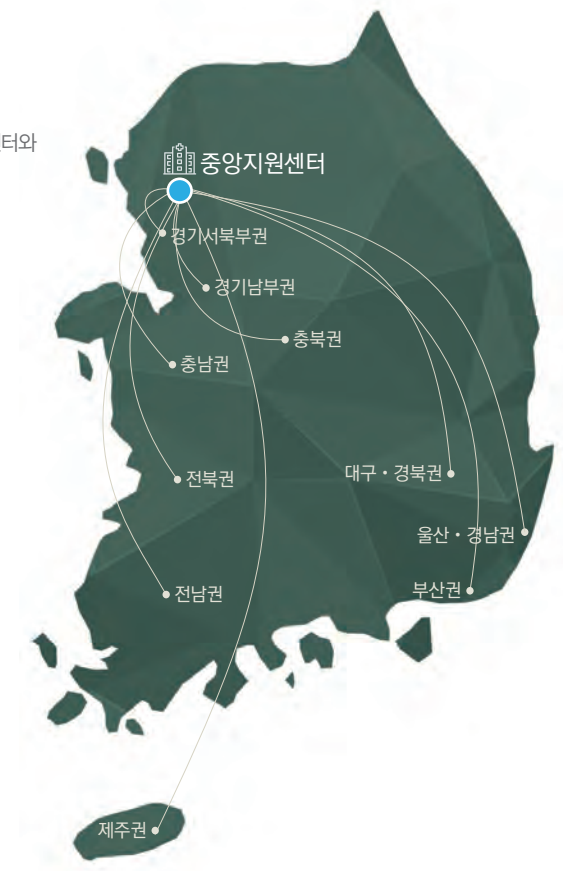 터와
중앙지원센터
경기서북부권
경기남부권
충북권
충남권
대구 • 경북권
전북권
울산 • 경남권
부산권
전남권
제주권